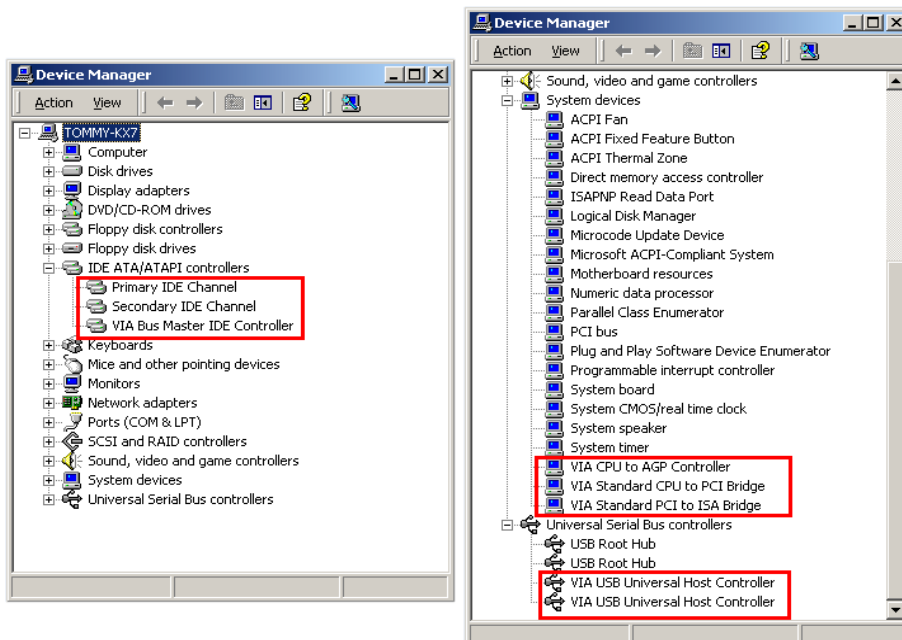 Device Manager
Action View
TOMMY-KX7
Computer
Disk drives
Display adapters
DVD/CD-ROM drives
Floppy disk controllers
Floppy disk drives
IDE ATA/ATAPI controllers
Primary IDE Channel
Secondary IDE Channel
VIA Bus Master IDE Controller
Keyboards
Mice and other pointing devices
Monitors
Network adapters
Ports (COM & LPT)
SCSI and RAID controllers
Sound, video and game controllers
System devices
Universal Serial Bus controllers
Device Manager
Action View
Sound, video and game controllers
System devices
ACPI Fan
ACPI Fixed Feature Button
ACPI Thermal Zone
Direct memory access controller
ISAPNP Read Data Port
Logical Disk Manager
Microcode Update Device
Microsoft ACPI-Compliant System
Motherboard resources
Numeric data processor
Parallel Class Enumerator
PCI bus
Plug and Play Software Device Enumerator
Programmable interrupt controller
System board
System CMOS/real time clock
System speaker
System timer
VIA CPU to AGP Controller
VIA Standard CPU to PCI Bridge
VIA Standard PCI to ISA Bridge
Universal Serial Bus controllers
USB Root Hub
USB Root Hub
VIA USB Universal Host Controller
VIA USB Universal Host Controller